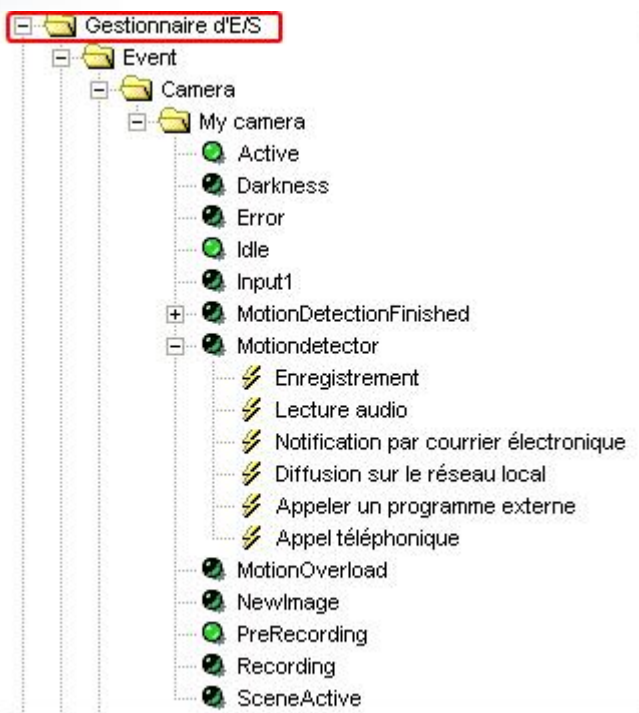 Gestionnaire d'E/S
Event
Camera
My camera
Active
Darkness
Error
Idle
Input1
MotionDetectionFinished
Motiondetector
Enregistrement
Lecture audio
Notification par courrier électronique
Diffusion sur le réseau local
Appeler un programme externe
Appel téléphonique
MotionOverload
NewImage
PreRecording
Recording
SceneActive